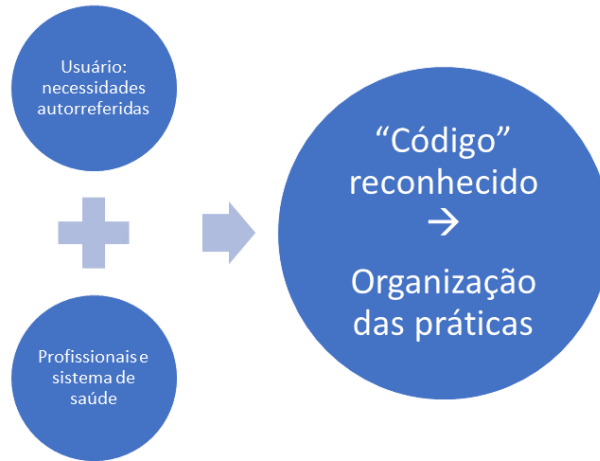 Usuário:
necessidades
autorreferidas
Profissionais e
sistema de
saúde
“Código”
reconhecido
→
Organização
das práticas